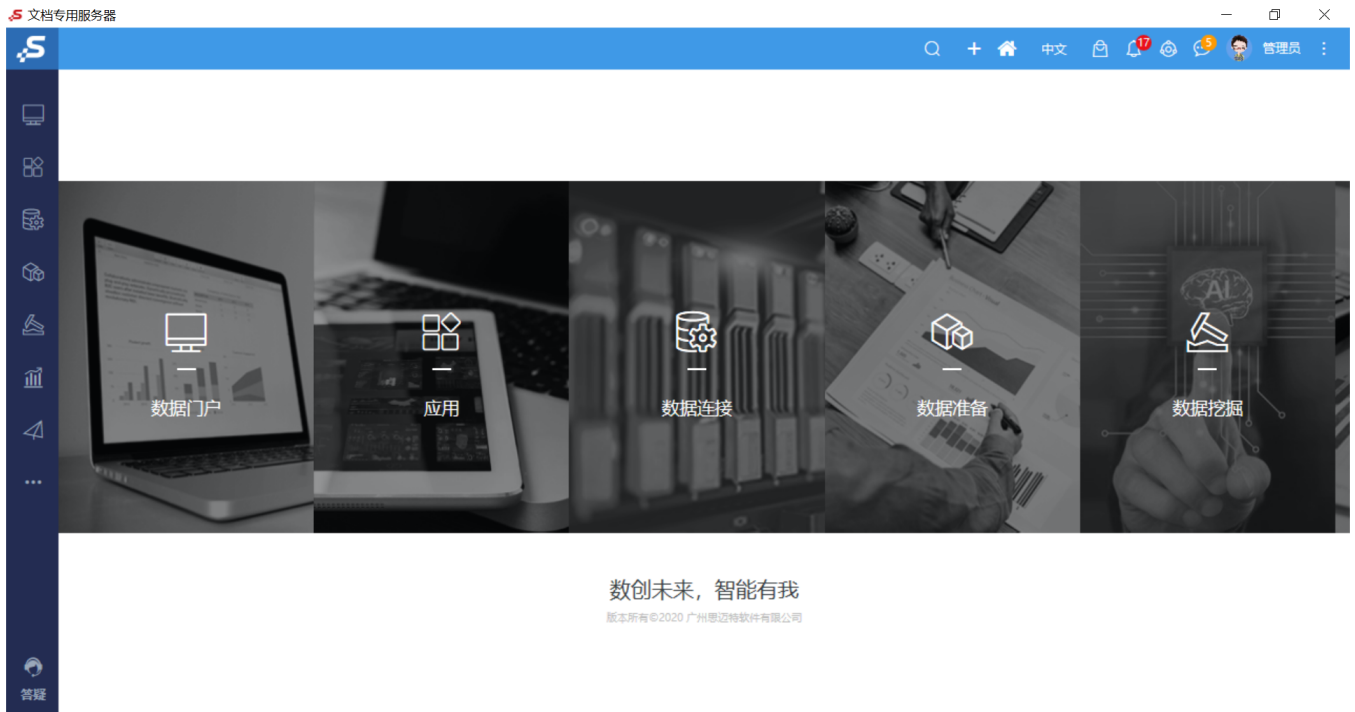 文档专用服务器
中文
17
5
管理员
数据门户
应用
数据连接
数据准备
AI
数据挖掘
数创未来，智能有我
版本所有©2020 广州思迈特软件有限公司
答疑